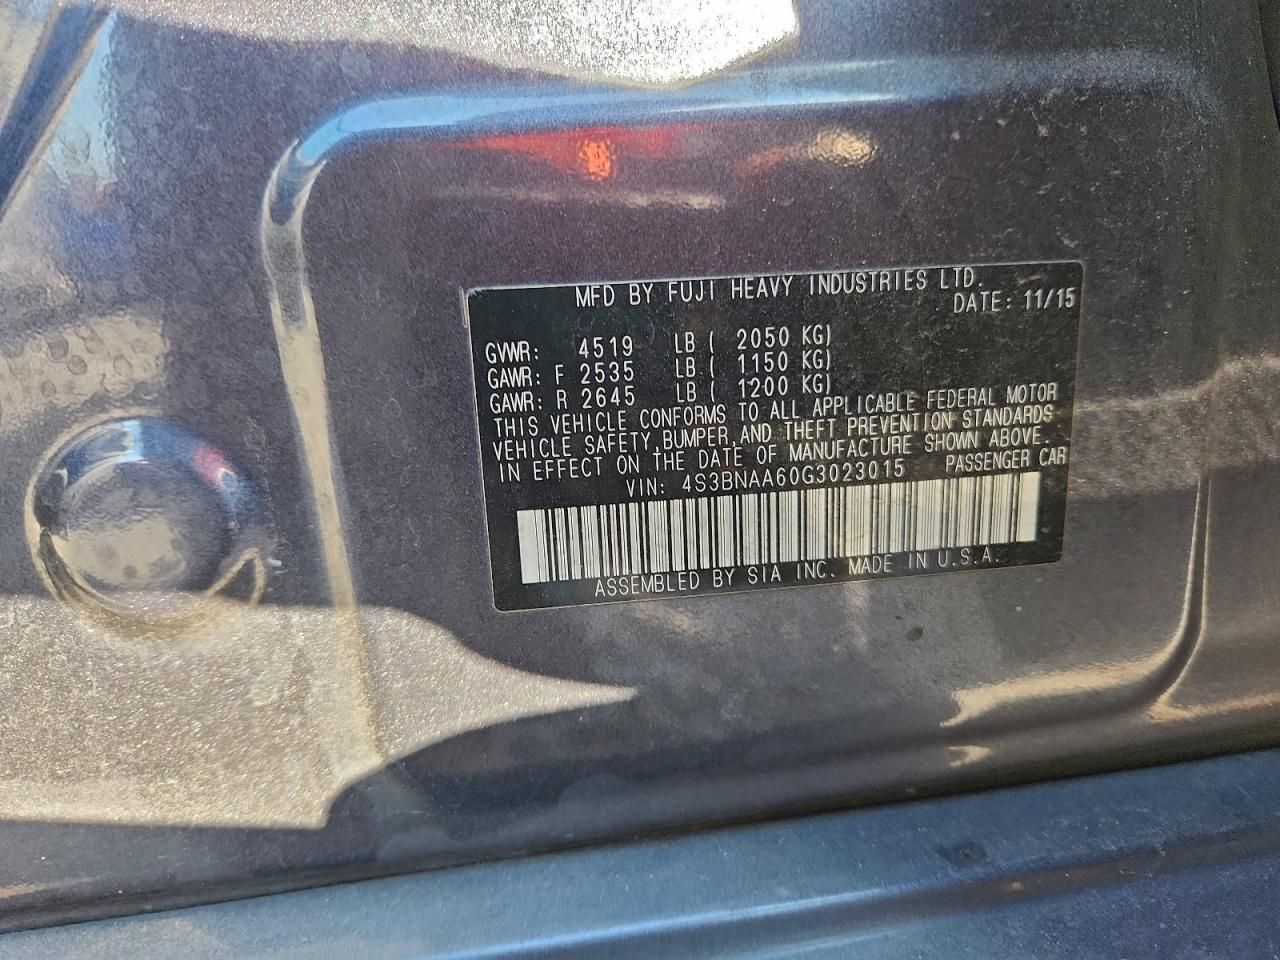 MFD BY FUJI HEAVY INDUSTRIES LTD.
DATE: 11/15
GVWR: 4519 LB ( 2050 KG)
GAWR: F 2535 LB ( 1150 KG)
GAWR: R 2645 LB ( 1200 KG)
THIS VEHICLE CONFORMS TO ALL APPLICABLE FEDERAL MOTOR
VEHICLE SAFETY, BUMPER, AND THEFT PREVENTION STANDARDS
IN EFFECT ON THE DATE OF MANUFACTURE SHOWN ABOVE.
VIN: 4S3BNAA60G3023015 PASSENGER CAR
ASSEMBLED BY SIA INC. MADE IN U.S.A.